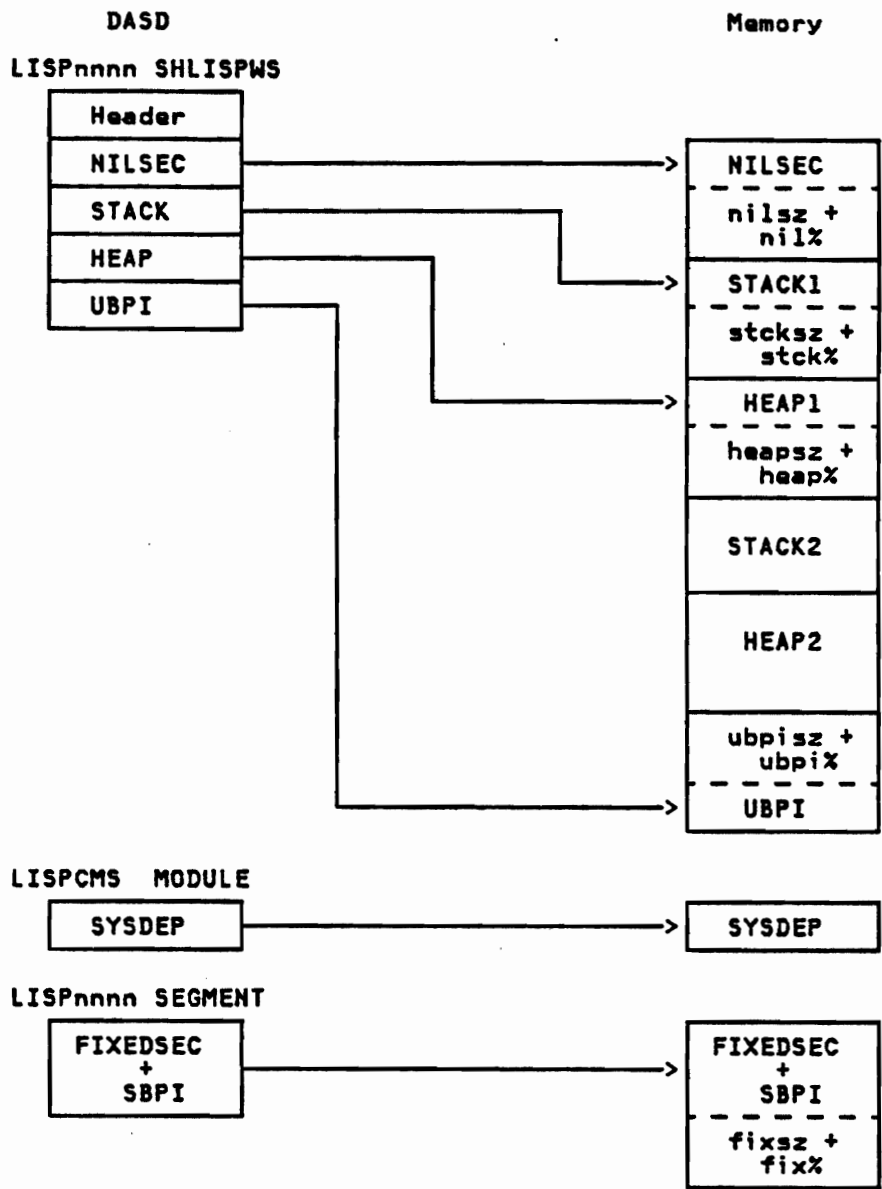 DASD
Memory
LISPnnnn SHLISPWS
Header
NILSEC
STACK
HEAP
UBPI
NILSEC
nilsz +
nil%
STACK1
stcksz +
stck%
HEAP1
heapsz +
heap%
STACK2
HEAP2
ubpisz +
ubpi%
UBPI
LISPCMS MODULE
SYSDEP
SYSDEP
LISPnnnn SEGMENT
FIXEDSEC
+
SBPI
FIXEDSEC
+
SBPI
fixsz +
fix%